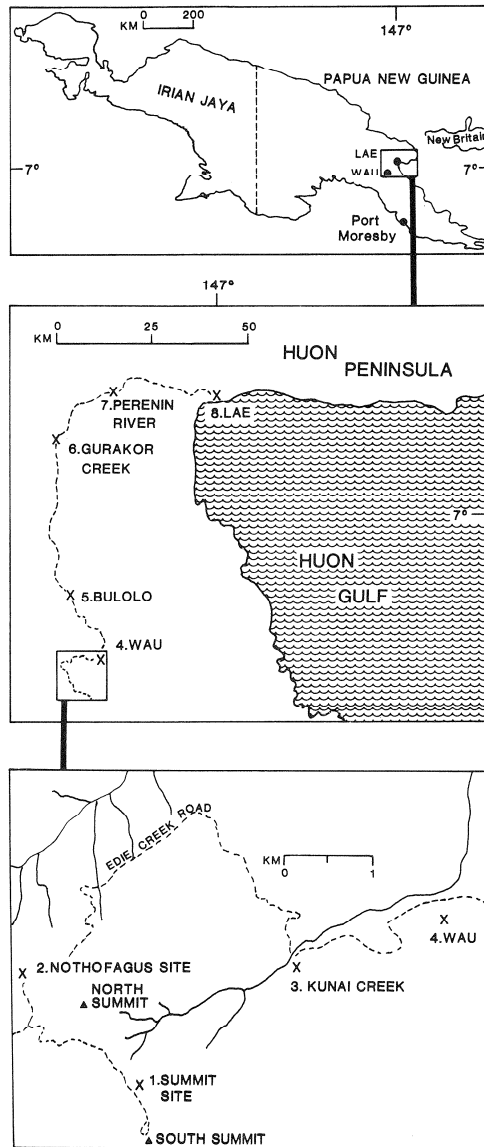 0 200
KM
147°
PAPUA NEW GUINEA
IRIAN JAYA
New Britain
LAE
7°
7°
WAU
Port
Moresby
147°
0 25 50
KM
HUON
PENINSULA
7.PERENIN
RIVER
8.LAE
6.GURAKOR
CREEK
7°
HUON
GULF
5.BULOLO
4.WAU
EDIE CREEK ROAD
KM
0 1
4.WAU
2.NOTHOFAGUS SITE
NORTH
SUMMIT
3. KUNAI CREEK
1.SUMMIT
SITE
SOUTH SUMMIT